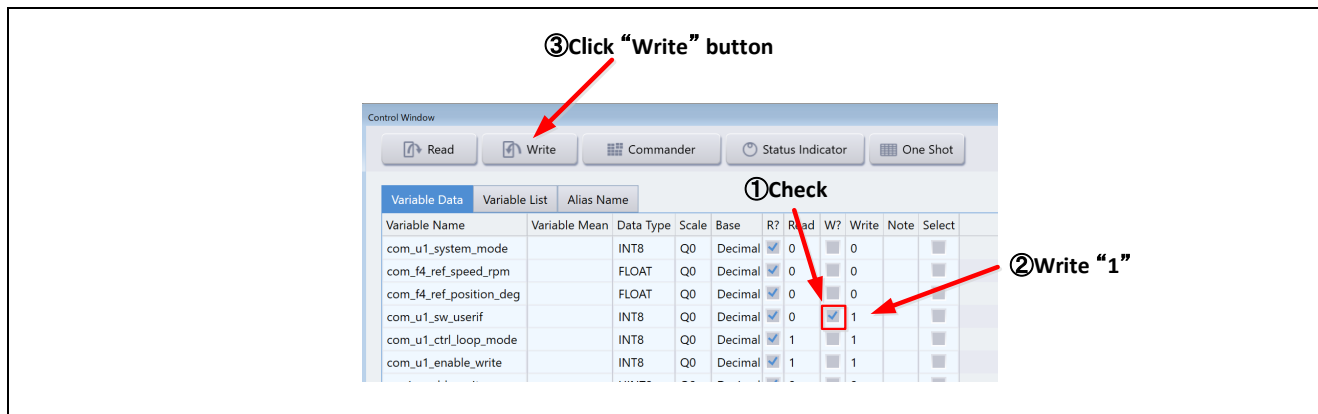 ③Click “Write” button
Control Window
Read Write Commander Status Indicator One Shot
①Check
Variable Data Variable List Alias Name
Variable Name Variable Mean Data Type Scale Base R? Read W? Write Note Select
com_u1_system_mode INT8 Q0 Decimal 0 0
com_f4_ref_speed_rpm FLOAT Q0 Decimal 0 0
②Write “1”
com_f4_ref_position_deg FLOAT Q0 Decimal 0 0
com_u1_sw_userif INT8 Q0 Decimal 0 1
com_u1_ctrl_loop_mode INT8 Q0 Decimal 1 1
com_u1_enable_write INT8 Q0 Decimal 1 1